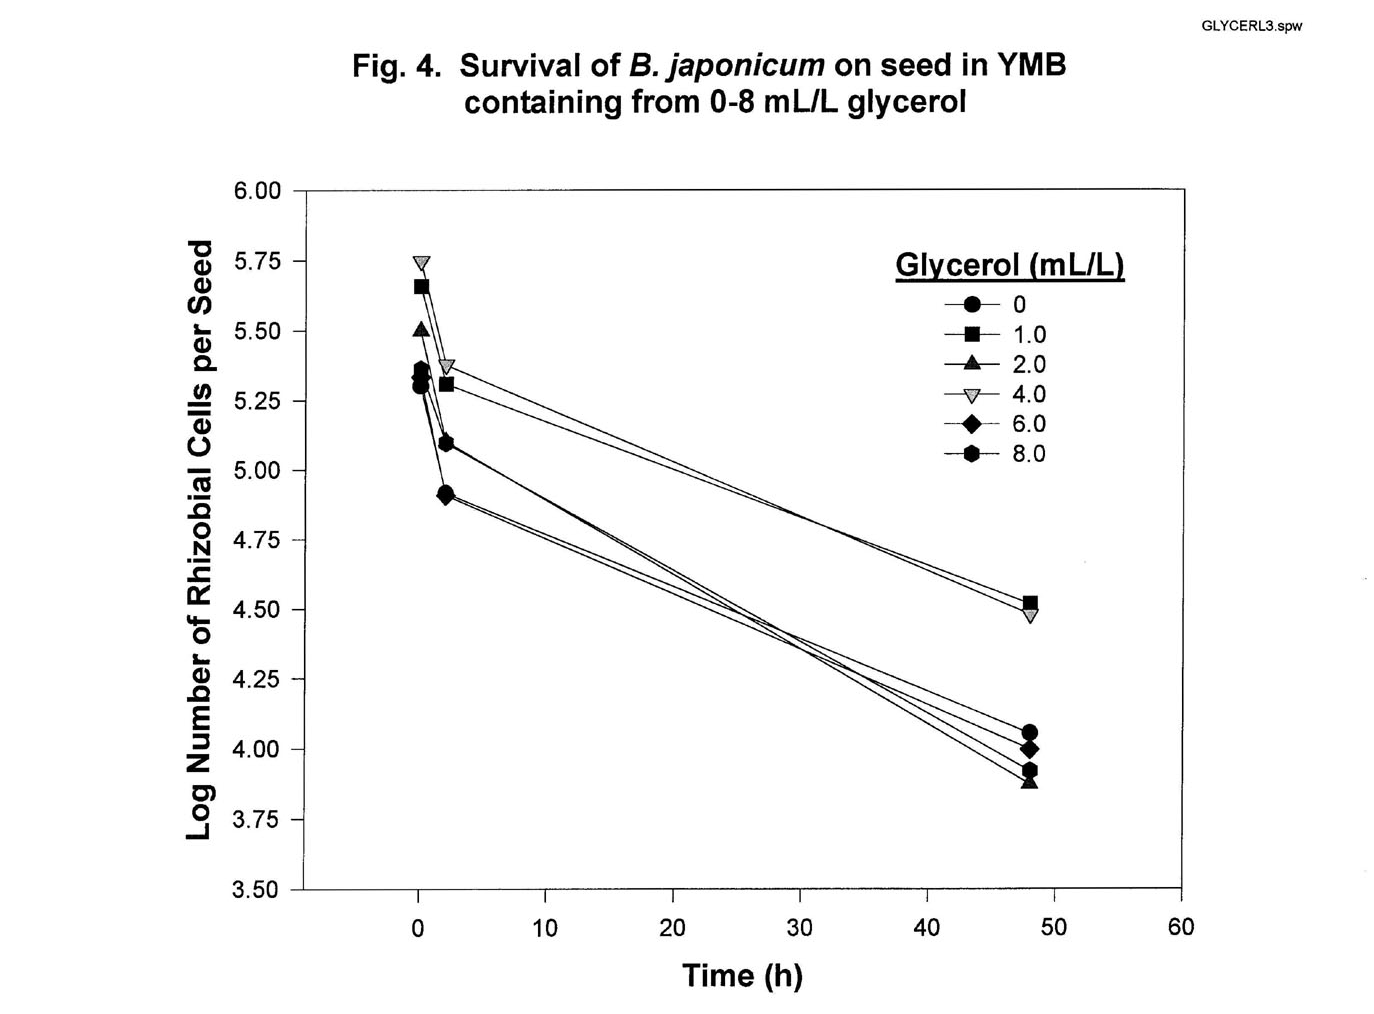 GLYCERL3.spw
Fig. 4. Survival of B. japonicum on seed in YMB
containing from 0-8 mL/L glycerol
Log Number of Rhizobial Cells per Seed
6.00
5.75
5.50
5.25
5.00
4.75
4.50
4.25
4.00
3.75
3.50
Glycerol (mL/L)
0
1.0
2.0
4.0
6.0
8.0
0 10 20 30 40 50 60
Time (h)